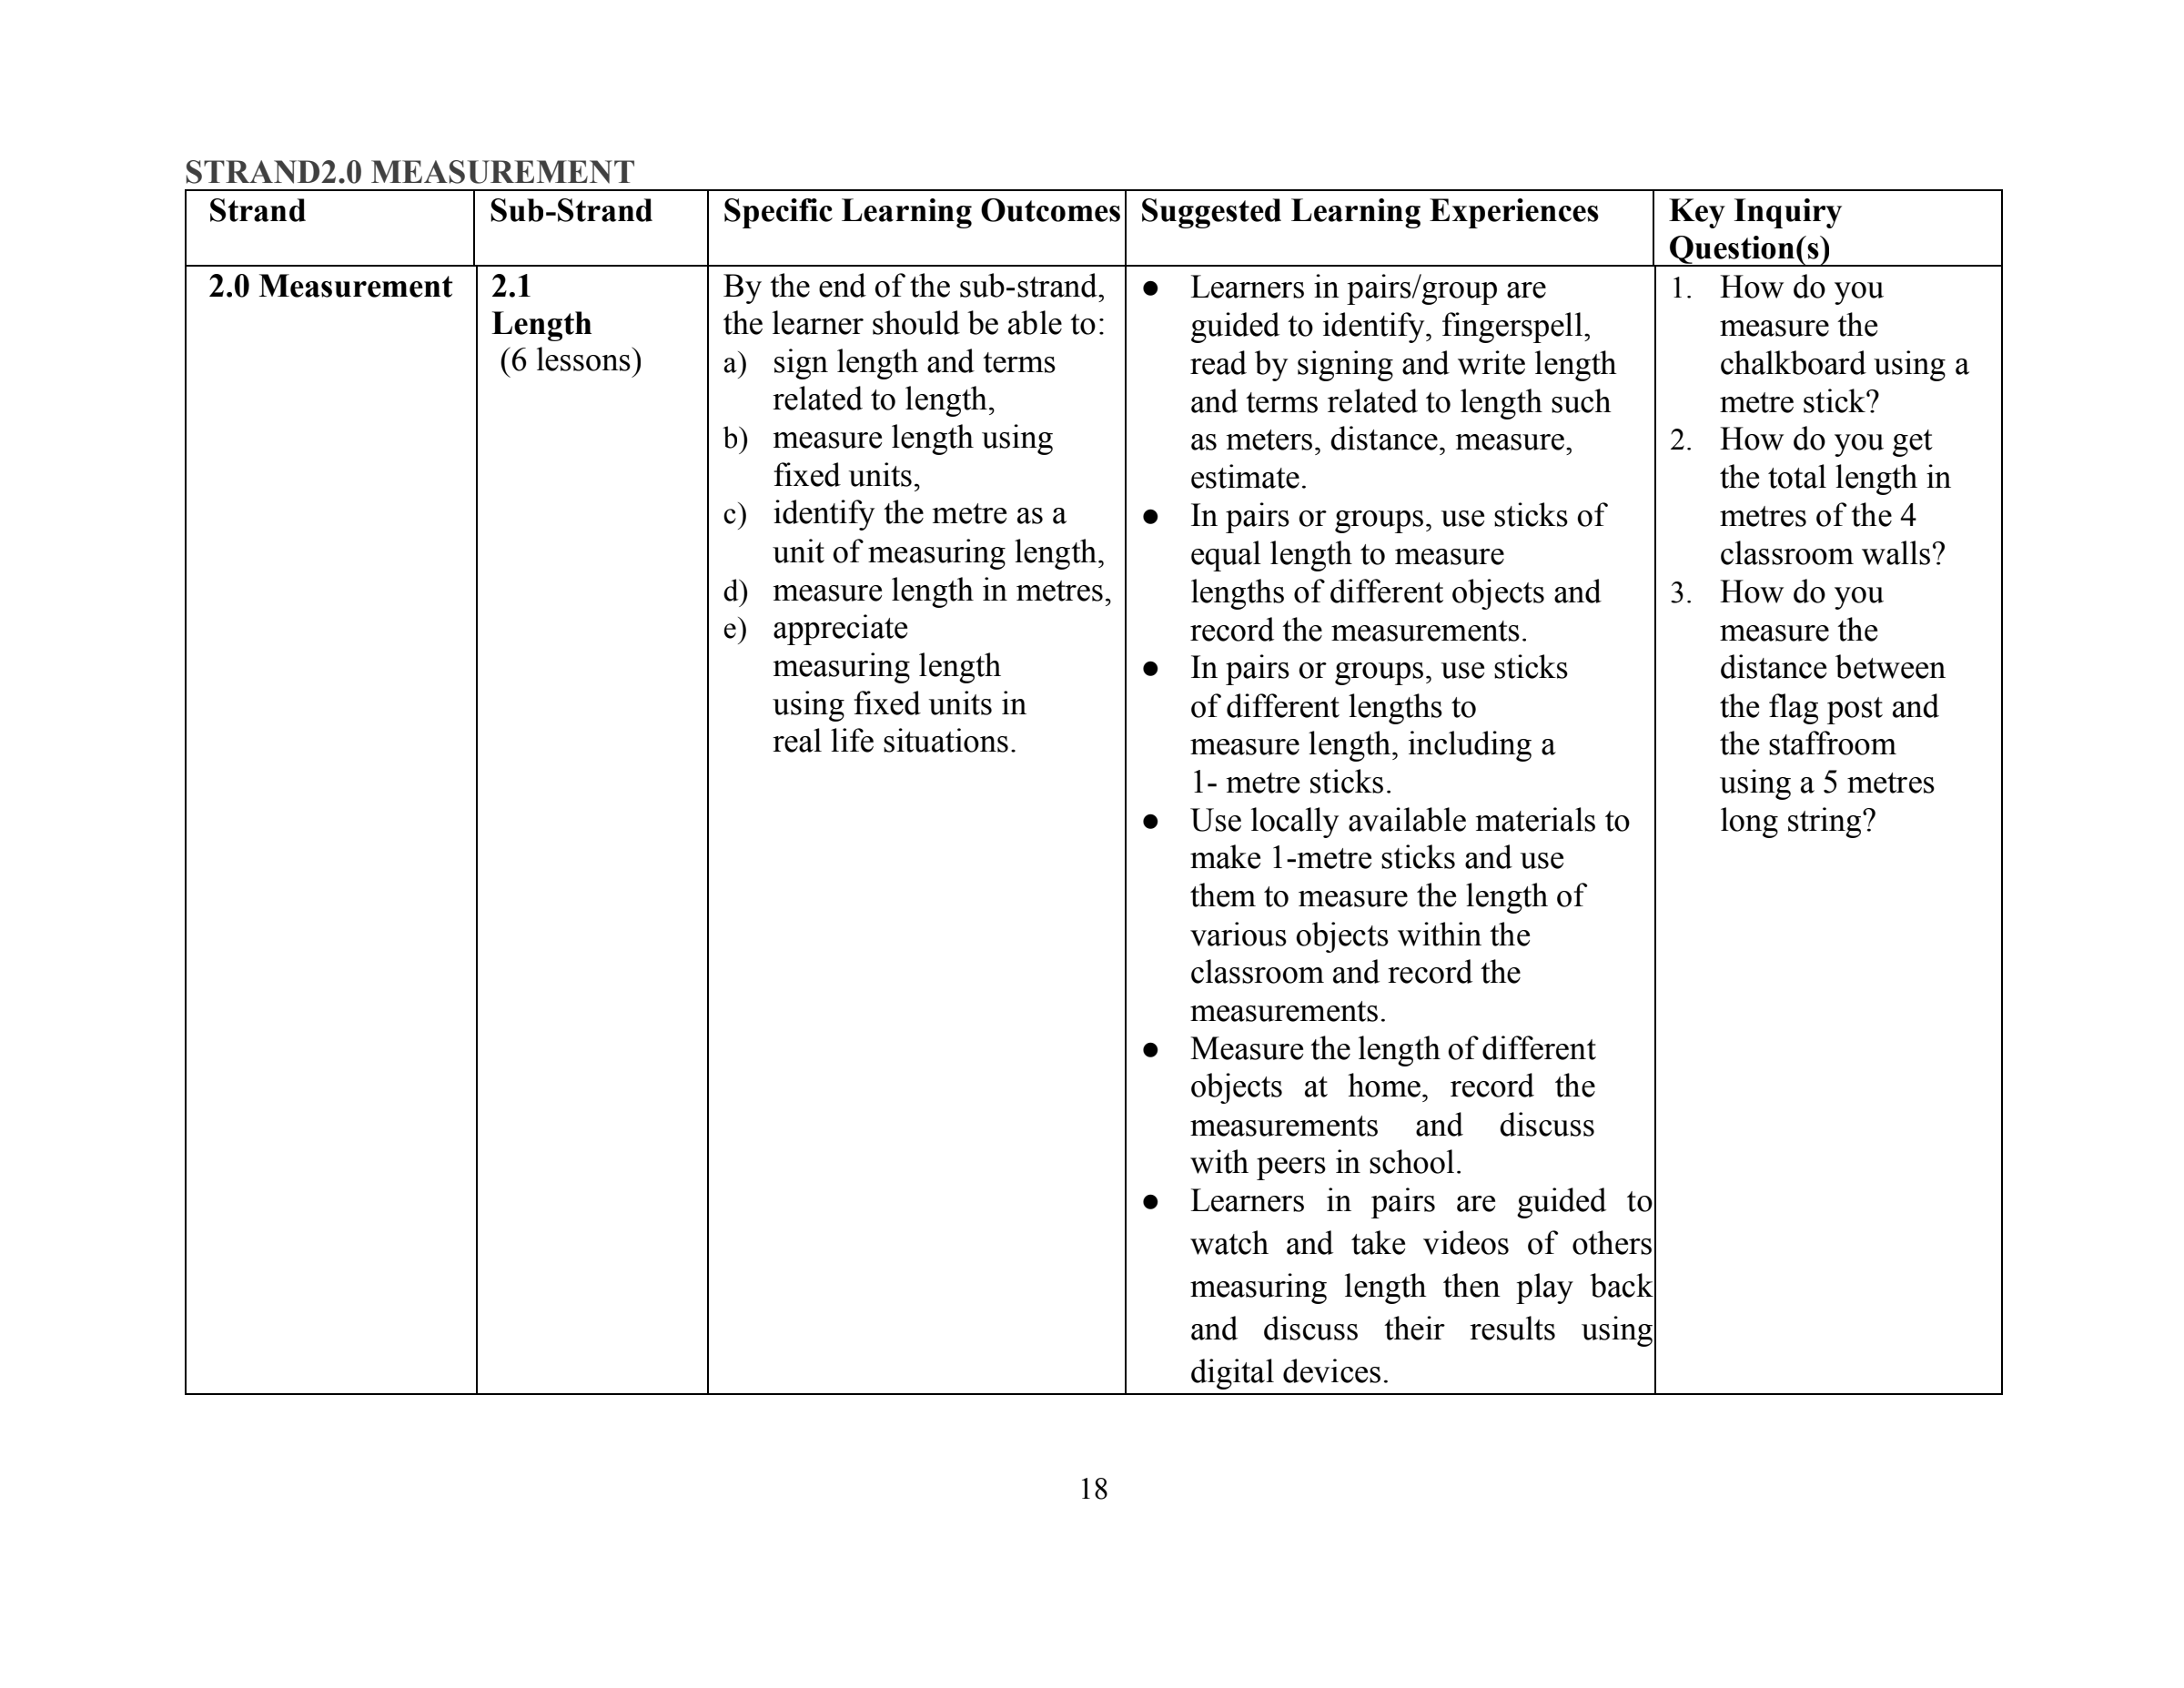 STRAND2.0 MEASUREMENT
Strand
Sub-Strand
Specific Learning Outcomes
Suggested Learning Experiences
Key Inquiry
Question(s)
2.0 Measurement
2.1
Length
(6 lessons)
By the end of the sub-strand,
the learner should be able to:
a) sign length and terms
related to length,
b) measure length using
fixed units,
c) identify the metre as a
unit of measuring length,
d) measure length in metres,
e) appreciate
measuring length
using fixed units in
real life situations.
● Learners in pairs/group are
guided to identify, fingerspell,
read by signing and write length
and terms related to length such
as meters, distance, measure,
estimate.
● In pairs or groups, use sticks of
equal length to measure
lengths of different objects and
record the measurements.
● In pairs or groups, use sticks
of different lengths to
measure length, including a
1- metre sticks.
● Use locally available materials to
make 1-metre sticks and use
them to measure the length of
various objects within the
classroom and record the
measurements.
● Measure the length of different
objects at home, record the
measurements and discuss
with peers in school.
● Learners in pairs are guided to
watch and take videos of others
measuring length then play back
and discuss their results using
digital devices.
1. How do you
measure the
chalkboard using a
metre stick?
2. How do you get
the total length in
metres of the 4
classroom walls?
3. How do you
measure the
distance between
the flag post and
the staffroom
using a 5 metres
long string?
18